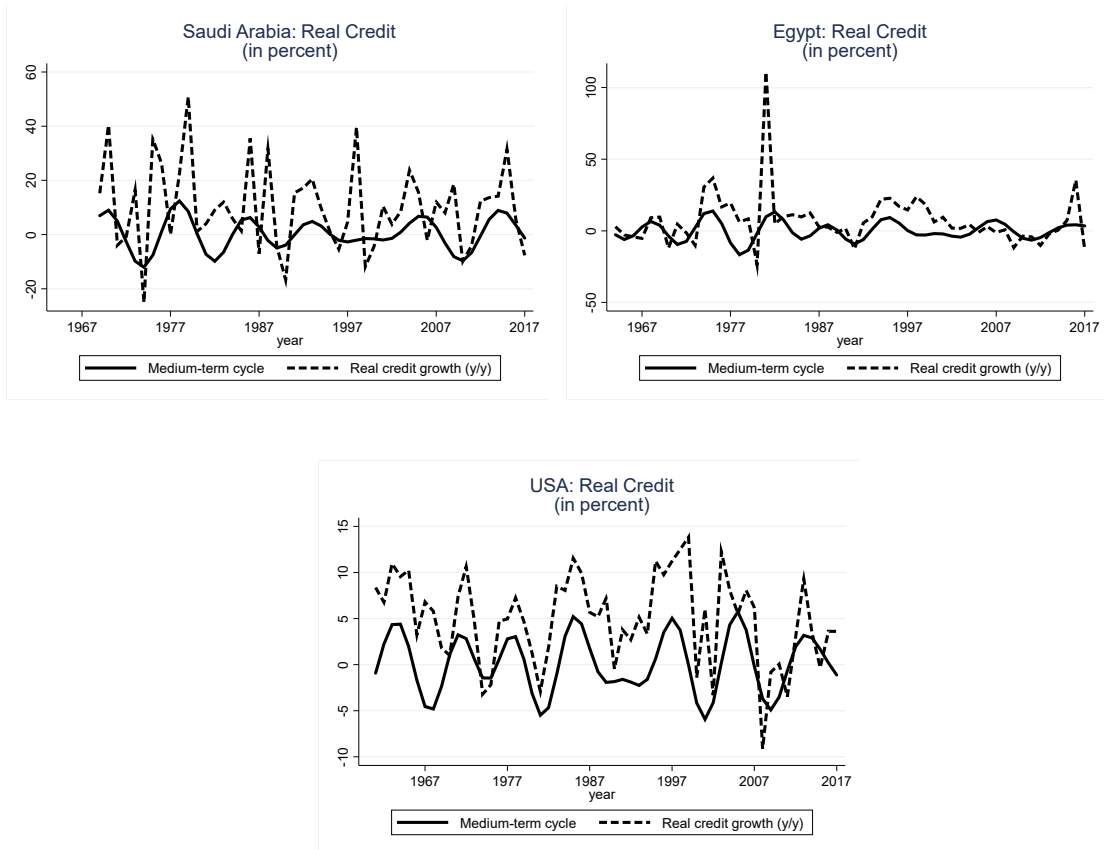 Saudi Arabia: Real Credit
(in percent)
60
40
20
0
-20
1967 1977 1987 1997 2007 2017
year
Medium-term cycle Real credit growth (y/y)
Egypt: Real Credit
(in percent)
100
50
0
-50
1967 1977 1987 1997 2007 2017
year
Medium-term cycle Real credit growth (y/y)
USA: Real Credit
(in percent)
15
10
5
0
-5
-10
1967 1977 1987 1997 2007 2017
year
Medium-term cycle Real credit growth (y/y)